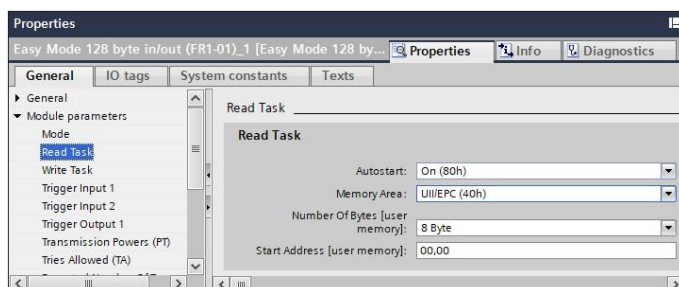 Properties
Easy Mode 128 byte in/out (FR1-01)_1 [Easy Mode 128 by...
Properties
Info
Diagnostics
General
IO tags
System constants
Texts
General
Module parameters
Mode
Read Task
Write Task
Trigger Input 1
Trigger Input 2
Trigger Output 1
Transmission Powers (PT)
Tries Allowed (TA)
Read Task
Read Task
Autostart: On (80h)
Memory Area: UII/EPC (40h)
Number Of Bytes [user
memory]: 8 Byte
Start Address [user memory]: 00,00